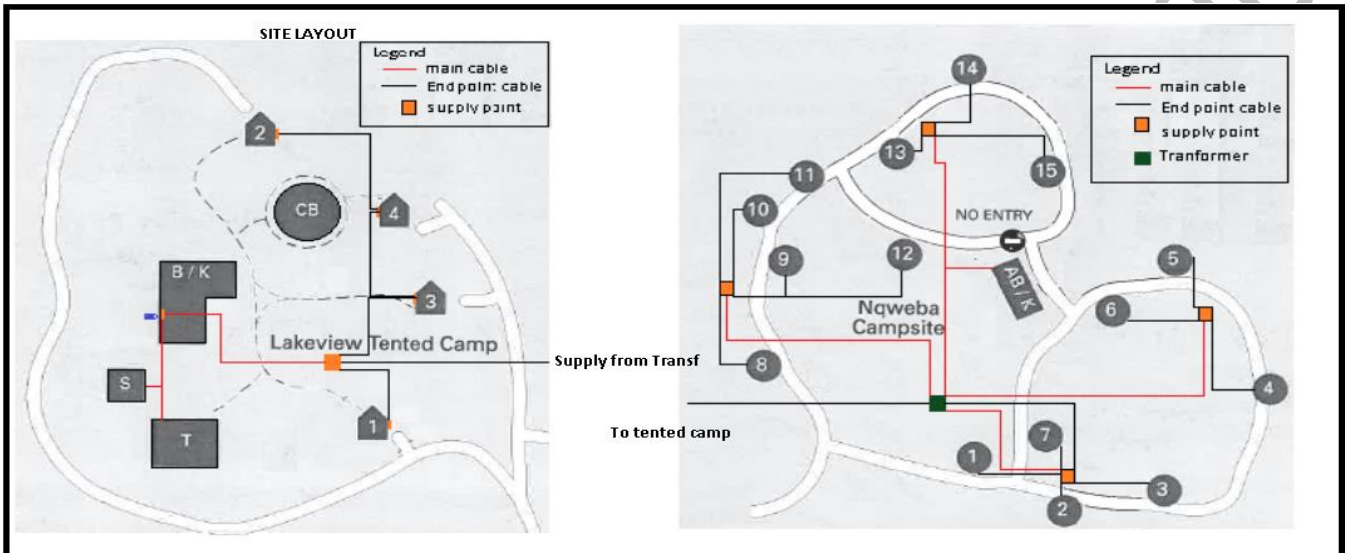 SITE LAYOUT
Legend
main cable
End point cable
supply point
2
CB
4
B / K
3
Lakeview Tented Camp
Supply from Transf
S
1
T
Legend
main cable
End point cable
supply point
Tranformer
14
13
15
11
10
NO ENTRY
9
12
5
AB / K
6
Nqweba
Campsite
8
4
To tented camp
7
1
3
2